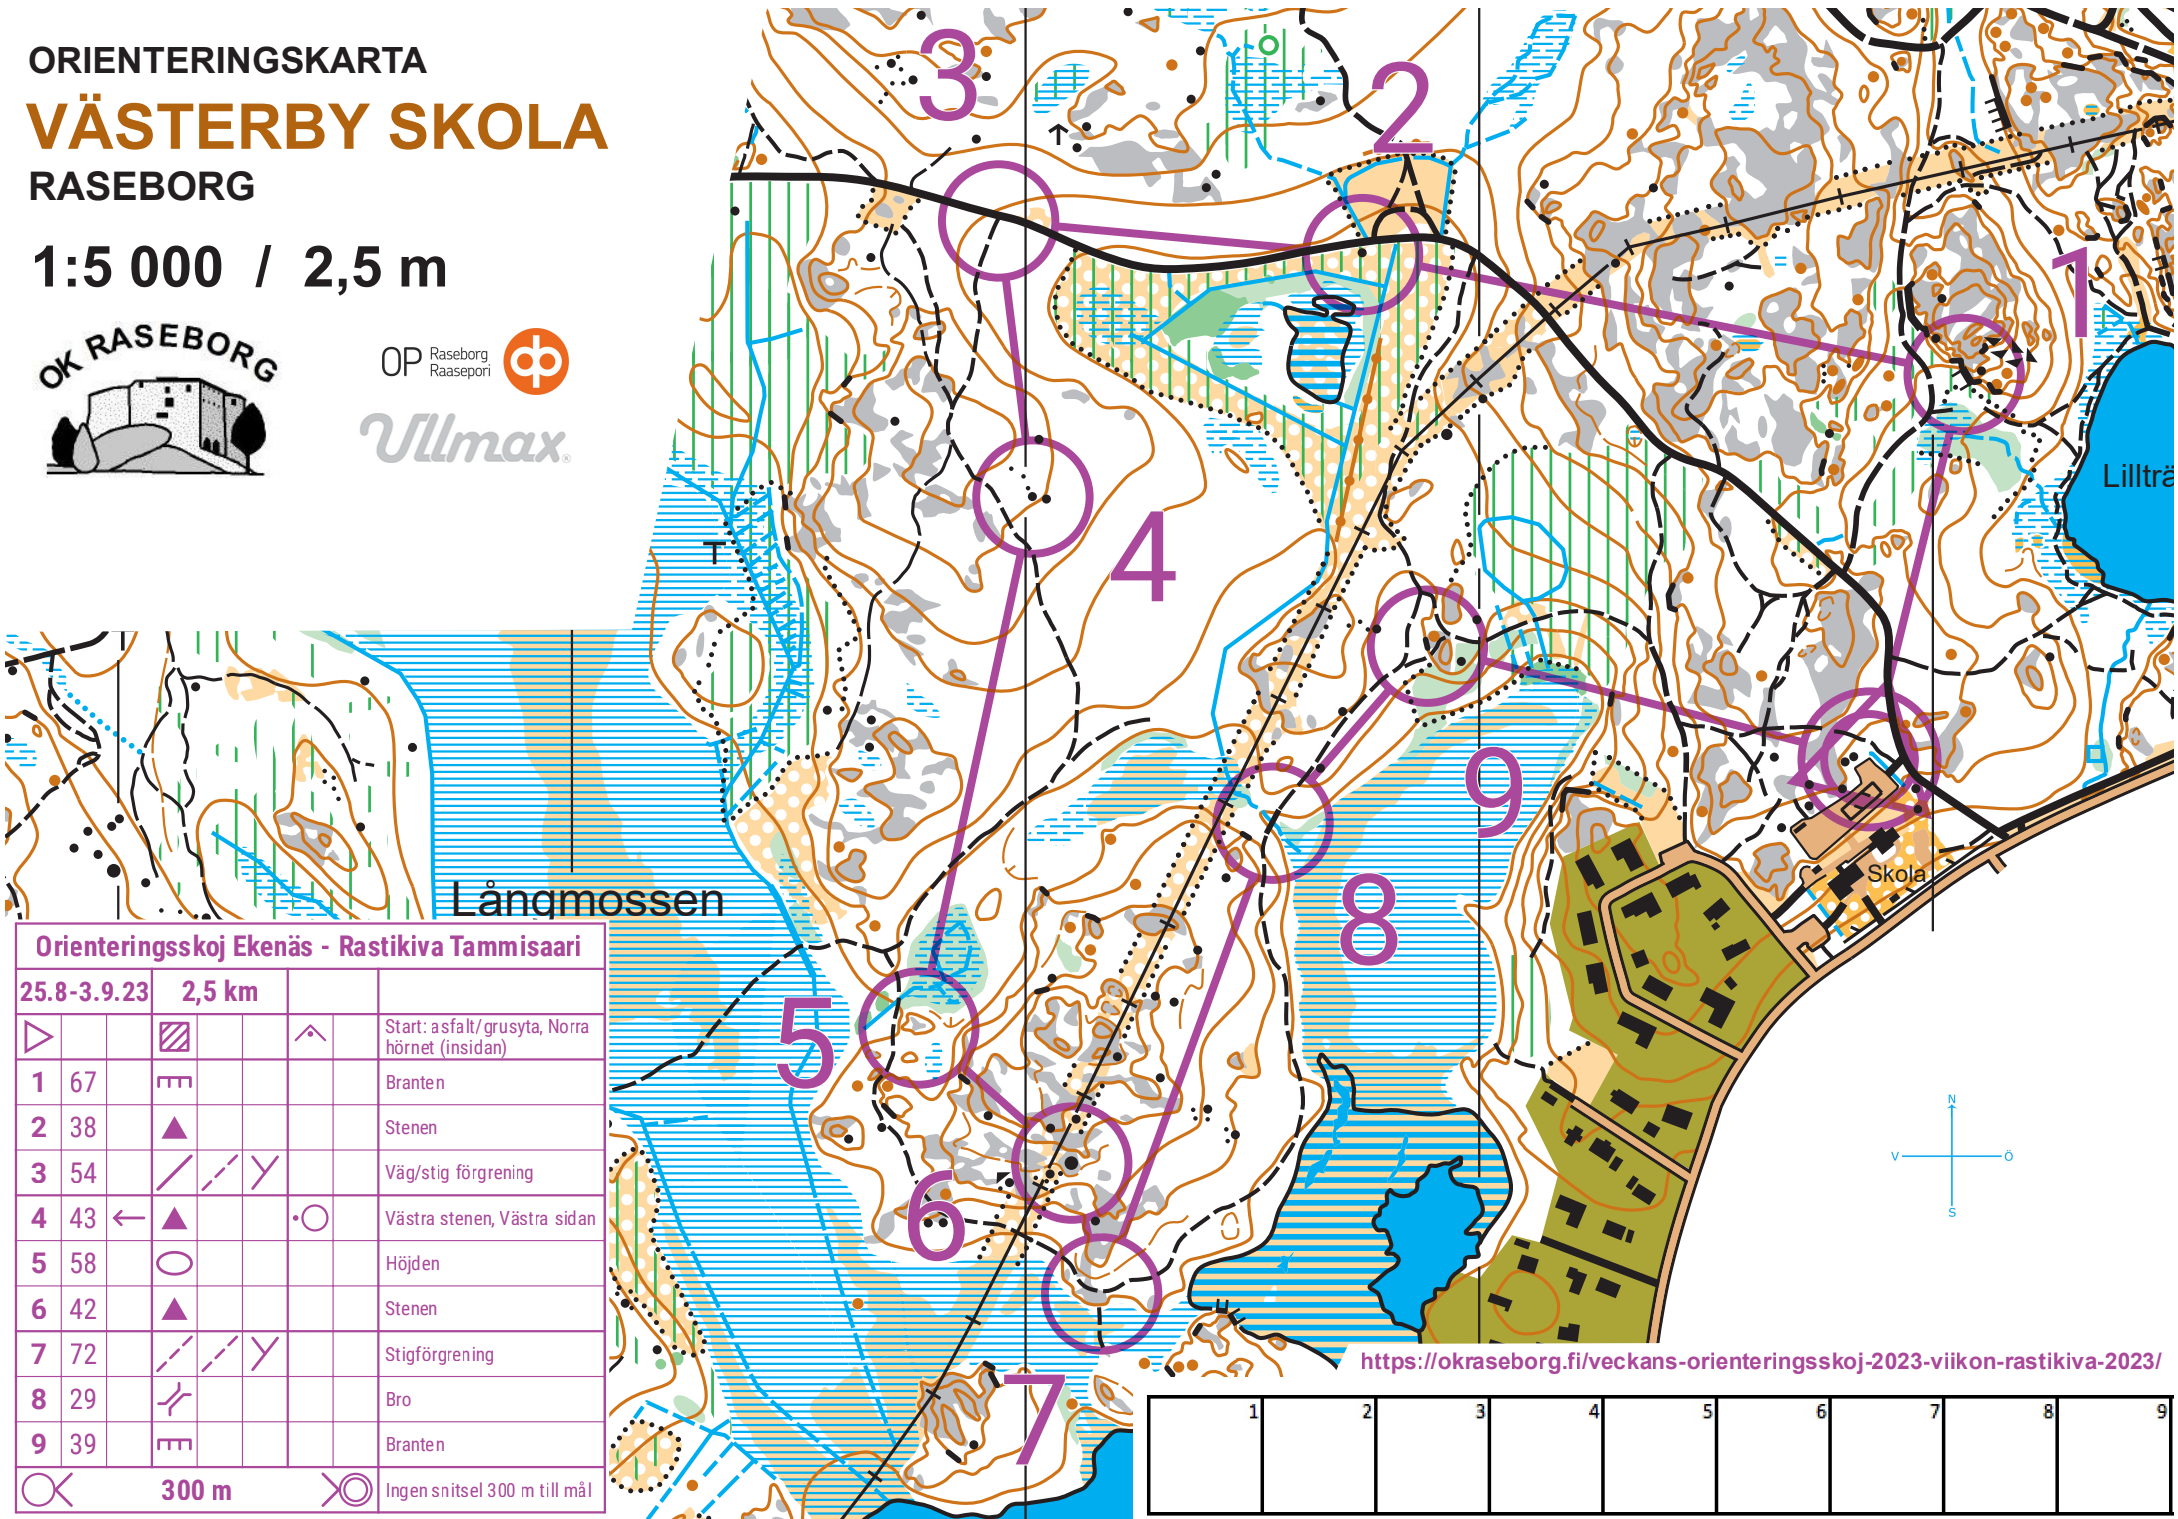 ORIENTERINGSKARTA
VÄSTERBY SKOLA
RASEBORG
1:5 000 / 2,5 m
OK RASEBORG
OP Raseborg
Raasepori
Ullmax
3
2
1
4
5
6
7
8
9
T
Lillträ
Långmossen
Skola
N
V Ö
S
Orienteringsskoj Ekenäs - Rastikiva Tammisaari
25.8-3.9.23 2,5 km
Start: asfalt/grusyta, Norra
hörnet (insidan)
1 67 Branten
2 38 Stenen
3 54 Väg/stig förgrening
4 43 Västra stenen, Västra sidan
5 58 Höjden
6 42 Stenen
7 72 Stigförgrening
8 29 Bro
9 39 Branten
300 m Ingen snitsel 300 m till mål
https://okraseborg.fi/veckans-orienteringsskoj-2023-viikon-rastikiva-2023/
1 2 3 4 5 6 7 8 9